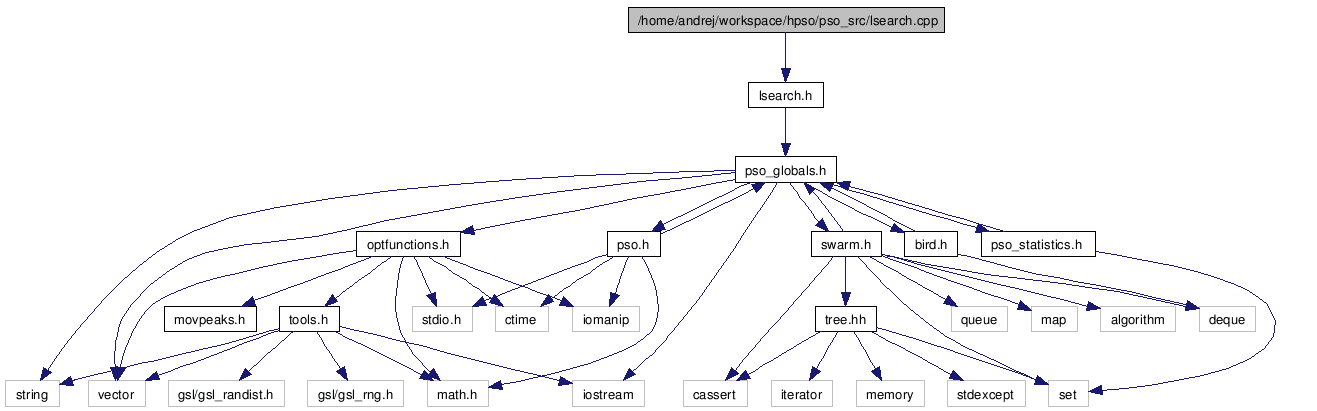 /home/andrej/workspace/hpso/pso_src/lsearch.cpp
lsearch.h
pso_globals.h
optfunctions.h
pso.h
swarm.h
bird.h
pso_statistics.h
movpeaks.h
tools.h
stdio.h
ctime
iomanip
tree.hh
queue
map
algorithm
deque
string
vector
gsl/gsl_randist.h
gsl/gsl_rng.h
math.h
iostream
cassert
iterator
memory
stdexcept
set